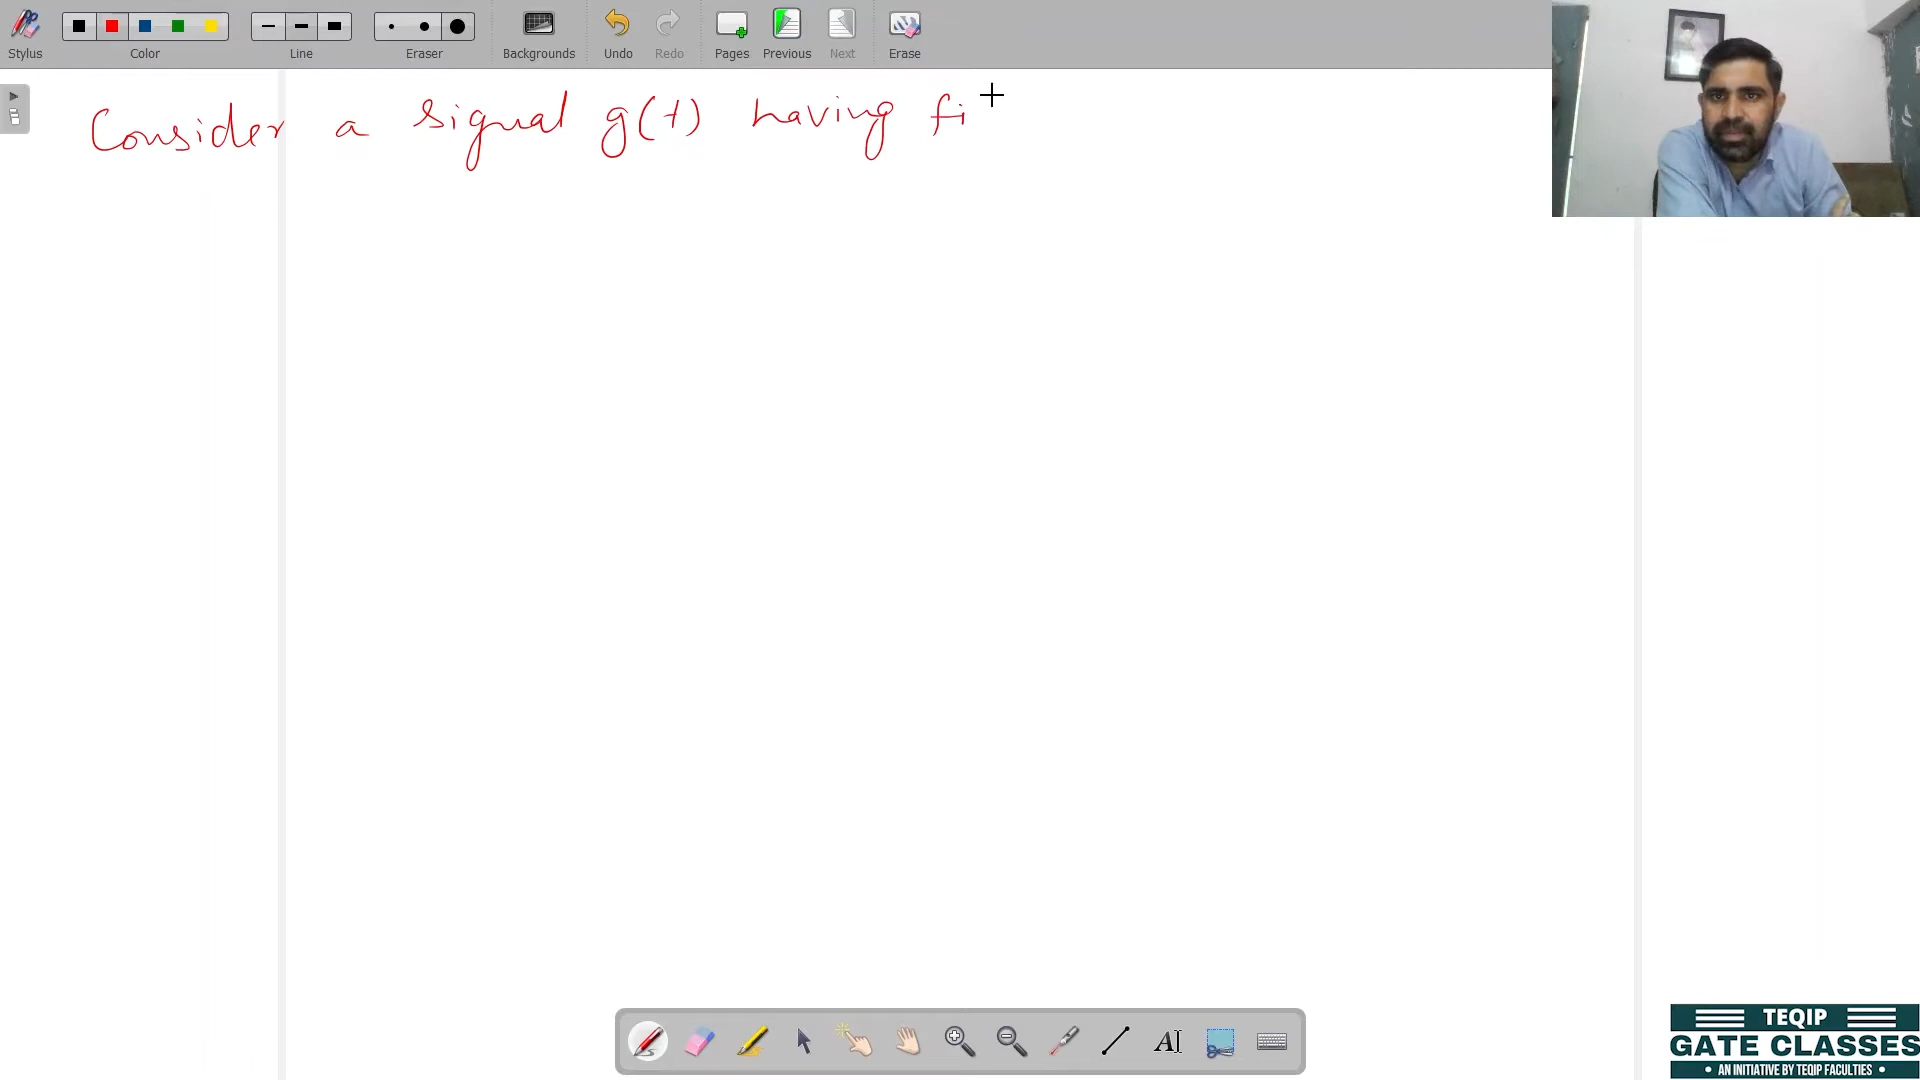 Stylus Color Line Eraser Backgrounds Undo Redo Pages Previous Next Erase
Consider a signal g(t) having fi
TEQIP
GATE CLASSES
• AN INITIATIVE BY TEQIP FACULTIES •